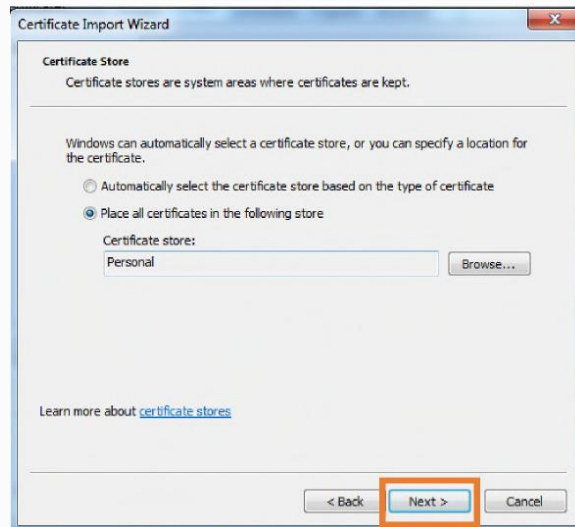 Certificate Import Wizard
Certificate Store
Certificate stores are system areas where certificates are kept.
Windows can automatically select a certificate store, or you can specify a location for
the certificate.
Automatically select the certificate store based on the type of certificate
Place all certificates in the following store
Certificate store:
Personal
Browse...
Learn more about certificate stores
< Back
Next >
Cancel